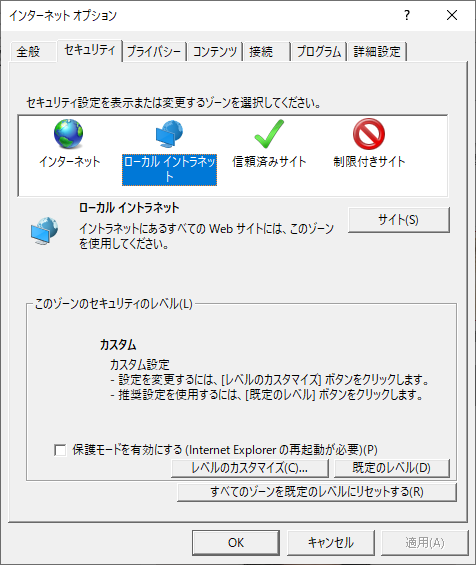 インターネット オプション
全般 セキュリティ プライバシー コンテンツ 接続 プログラム 詳細設定
セキュリティ設定を表示または変更するゾーンを選択してください。
インターネット ローカル イントラネット 信頼済みサイト 制限付きサイト
ローカル イントラネット
イントラネットにあるすべての Web サイトには、このゾーン
を使用してください。
サイト(S)
このゾーンのセキュリティのレベル(L)
カスタム
カスタム設定
- 設定を変更するには、[レベルのカスタマイズ] ボタンをクリックします。
- 推奨設定を使用するには、[既定のレベル] ボタンをクリックします。
保護モードを有効にする (Internet Explorer の再起動が必要)(P)
レベルのカスタマイズ(C)... 既定のレベル(D)
すべてのゾーンを既定のレベルにリセットする(R)
OK キャンセル 適用(A)